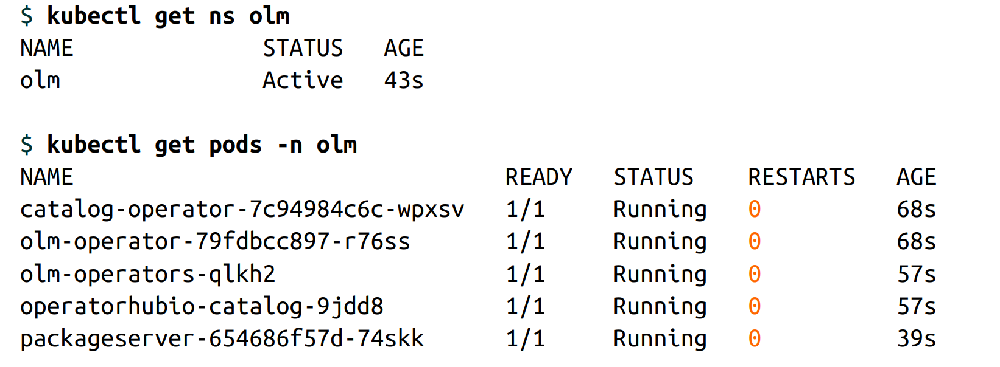 $ kubectl get ns olm
NAME              STATUS   AGE
olm               Active   43s

$ kubectl get pods -n olm
NAME                                READY   STATUS    RESTARTS   AGE
catalog-operator-7c94984c6c-wpxsv   1/1     Running   0          68s
olm-operator-79fdbcc897-r76ss       1/1     Running   0          68s
olm-operators-qlkh2                 1/1     Running   0          57s
operatorhubio-catalog-9jdd8         1/1     Running   0          57s
packageserver-654686f57d-74skk      1/1     Running   0          39s